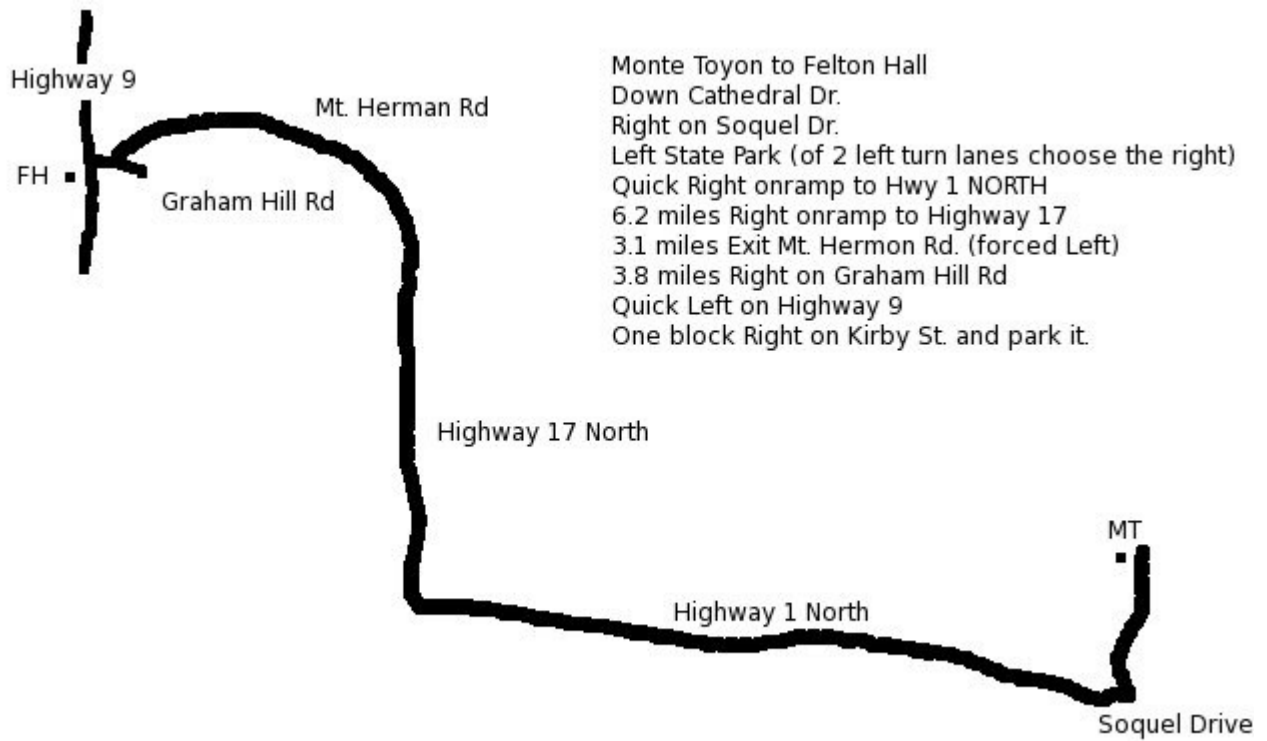 Highway 9
Mt. Herman Rd
FH
Graham Hill Rd
Monte Toyon to Felton Hall
Down Cathedral Dr.
Right on Soquel Dr.
Left State Park (of 2 left turn lanes choose the right)
Quick Right onramp to Hwy 1 NORTH
6.2 miles Right onramp to Highway 17
3.1 miles Exit Mt. Hermon Rd. (forced Left)
3.8 miles Right on Graham Hill Rd
Quick Left on Highway 9
One block Right on Kirby St. and park it.
Highway 17 North
MT
Highway 1 North
Soquel Drive